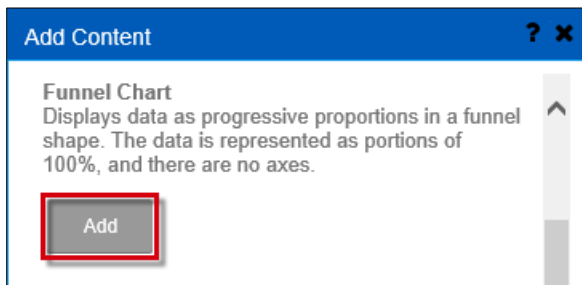 Add Content ?
Funnel Chart
Displays data as progressive proportions in a funnel
shape. The data is represented as portions of
100%, and there are no axes.
Add